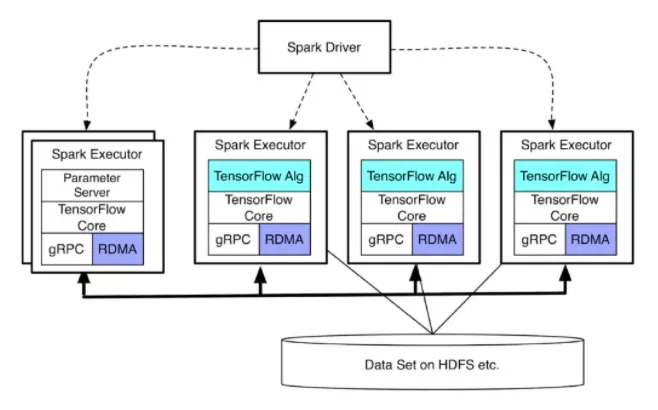 Spark Driver
Spark Executor
Parameter
Server
TensorFlow
Core
gRPC
RDMA
Spark Executor
TensorFlow Alg
TensorFlow
Core
gRPC
RDMA
Spark Executor
TensorFlow Alg
TensorFlow
Core
gRPC
RDMA
Spark Executor
TensorFlow Alg
TensorFlow
Core
gRPC
RDMA
Data Set on HDFS etc.